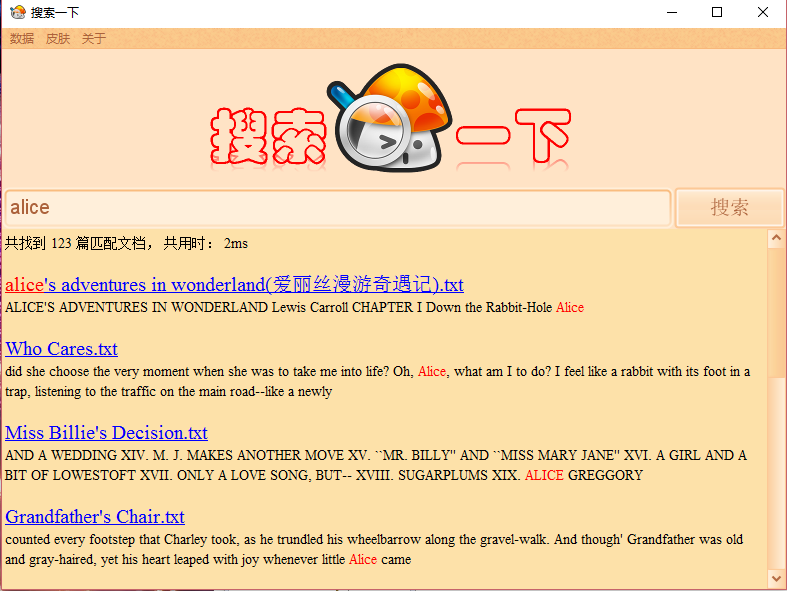 搜索一下
数据 皮肤 关于
搜索一下
alice 搜索
共找到 123 篇匹配文档， 共用时： 2ms
alice's adventures in wonderland(爱丽丝漫游奇遇记).txt
ALICE'S ADVENTURES IN WONDERLAND Lewis Carroll CHAPTER I Down the Rabbit-Hole Alice
Who Cares.txt
did she choose the very moment when she was to take me into life? Oh, Alice, what am I to do? I feel like a rabbit with its foot in a
trap, listening to the traffic on the main road--like a newly
Miss Billie's Decision.txt
AND A WEDDING XIV. M. J. MAKES ANOTHER MOVE XV. ``MR. BILLY'' AND ``MISS MARY JANE'' XVI. A GIRL AND A
BIT OF LOWESTOFT XVII. ONLY A LOVE SONG, BUT-- XVIII. SUGARPLUMS XIX. ALICE GREGGORY
Grandfather's Chair.txt
counted every footstep that Charley took, as he trundled his wheelbarrow along the gravel-walk. And though' Grandfather was old
and gray-haired, yet his heart leaped with joy whenever little Alice came